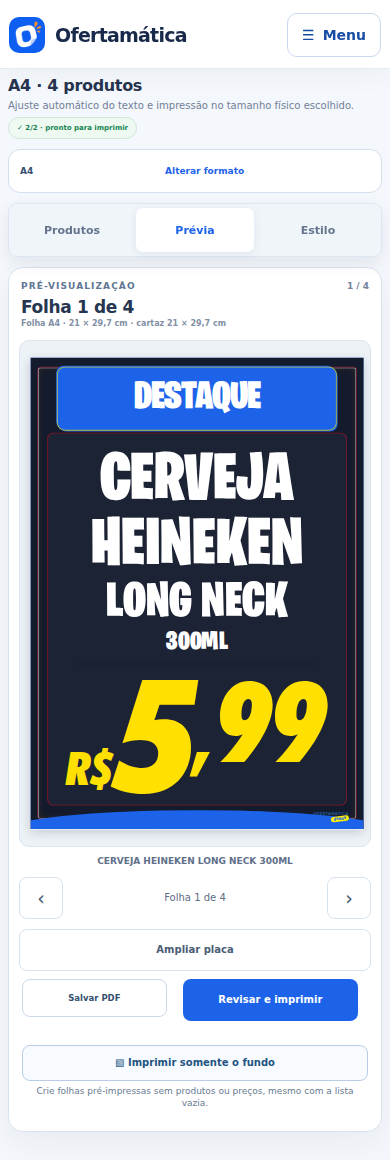 Ofertamática
☰ Menu
A4 · 4 produtos
Ajuste automático do texto e impressão no tamanho físico escolhido.
✓ 2/2 · pronto para imprimir
A4 Alterar formato
Produtos Prévia Estilo
PRÉ-VISUALIZAÇÃO 1 / 4
Folha 1 de 4
Folha A4 · 21 × 29,7 cm · cartaz 21 × 29,7 cm
DESTAQUE
CERVEJA
HEINEKEN
LONG NECK
300ML
R$5,99
CERVEJA HEINEKEN LONG NECK 300ML
‹ Folha 1 de 4 ›
Ampliar placa
Salvar PDF Revisar e imprimir
▧ Imprimir somente o fundo
Crie folhas pré-impressas sem produtos ou preços, mesmo com a lista
vazia.